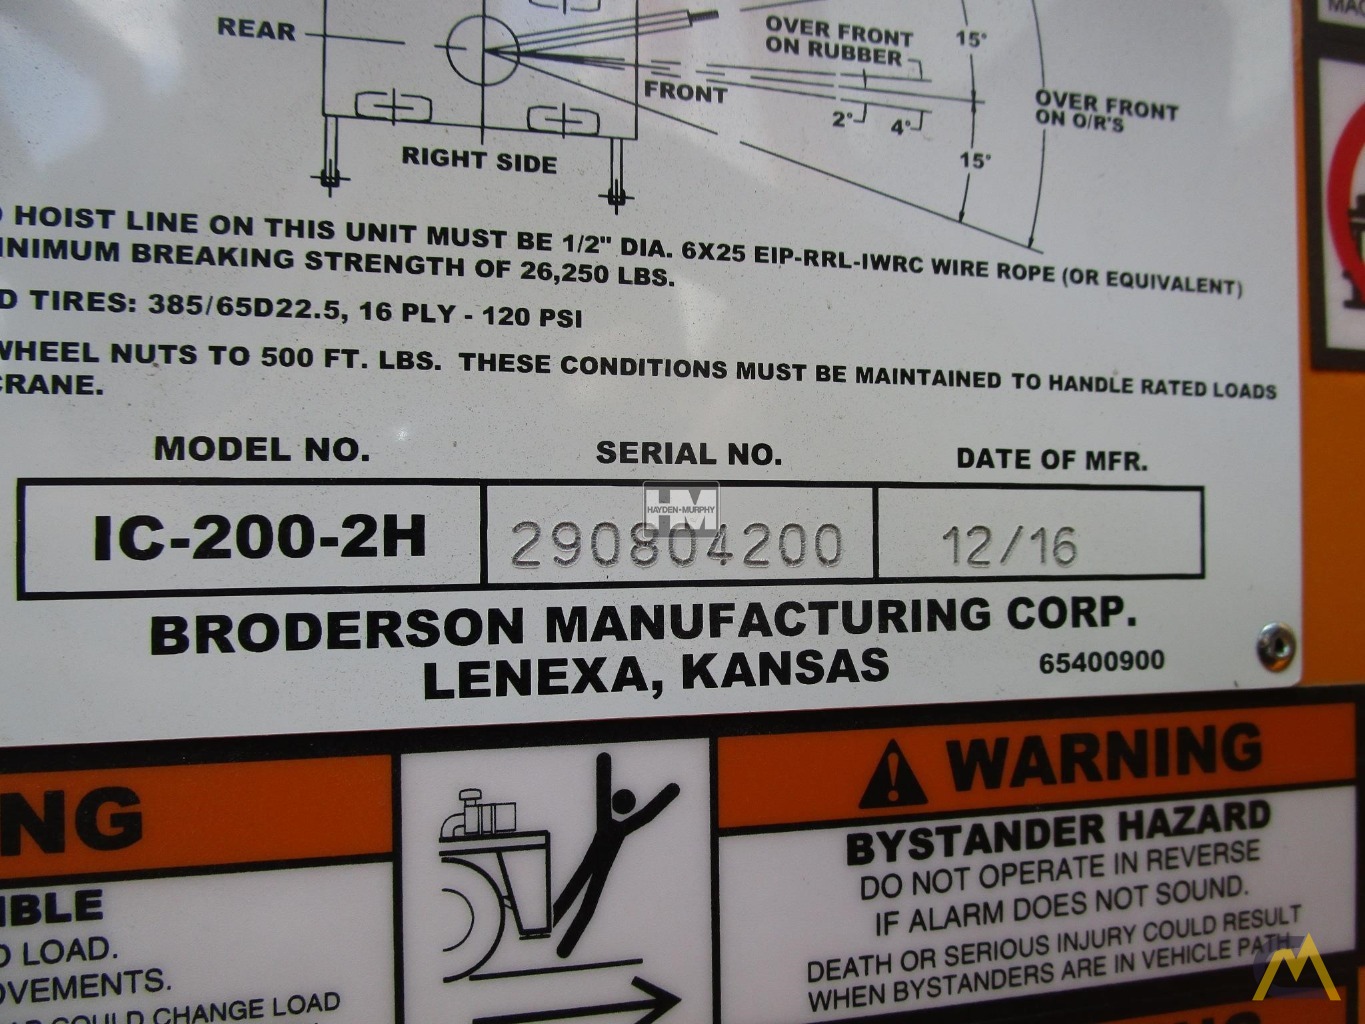 REAR
OVER FRONT
ON RUBBER
15°
FRONT
OVER FRONT
ON O/R'S
2°
4°
15°
RIGHT SIDE
HOIST LINE ON THIS UNIT MUST BE 1/2" DIA. 6X25 EIP-RRL-IWRC WIRE ROPE (OR EQUIVALENT)
BREAKING STRENGTH OF 26,250 LBS.
TIRES: 385/65D22.5, 16 PLY - 120 PSI
WHEEL NUTS TO 500 FT. LBS. THESE CONDITIONS MUST BE MAINTAINED TO HANDLE RATED LOADS
CRANE.
MODEL NO. SERIAL NO. DATE OF MFR.
IC-200-2H 290804200 12/16
HM
HAYDEN-MURPHY
BRODERSON MANUFACTURING CORP.
LENEXA, KANSAS 65400900
WARNING
BYSTANDER HAZARD
DO NOT OPERATE IN REVERSE
IF ALARM DOES NOT SOUND.
DEATH OR SERIOUS INJURY COULD RESULT
WHEN BYSTANDERS ARE IN VEHICLE PATH.
NG
IBLE
LOAD.
OVEMENTS.
COULD CHANGE LOAD